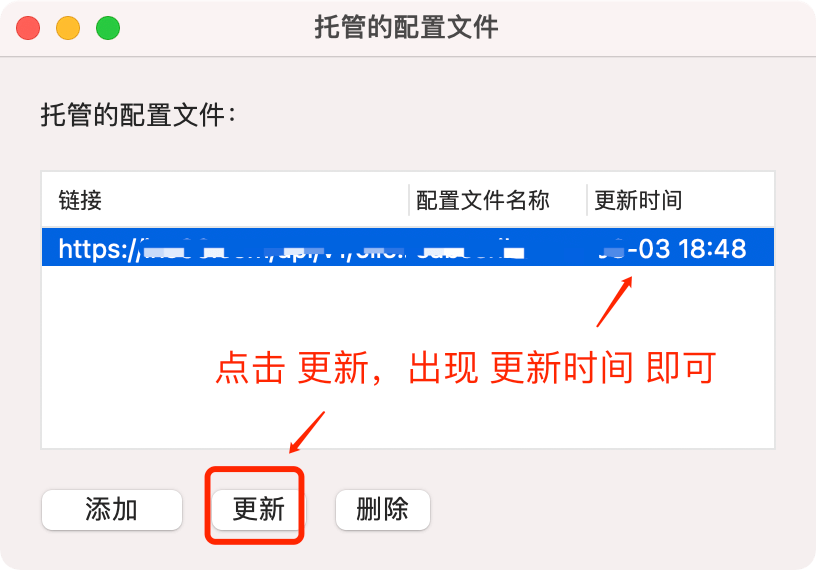 托管的配置文件
托管的配置文件：
链接 配置文件名称 更新时间
https:// -03 18:48
点击 更新，出现 更新时间 即可
添加 更新 删除